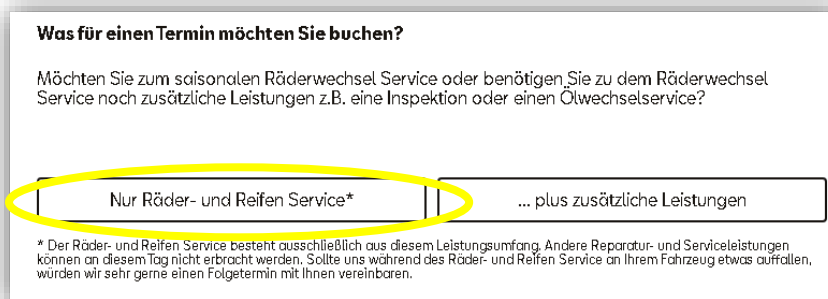 Was für einen Termin möchten Sie buchen?
Möchten Sie zum saisonalen Räderwechsel Service oder benötigen Sie zu dem Räderwechsel
Service noch zusätzliche Leistungen z.B. eine Inspektion oder einen Ölwechselservice?
Nur Räder- und Reifen Service*
... plus zusätzliche Leistungen
* Der Räder- und Reifen Service besteht ausschließlich aus diesem Leistungsumfang. Andere Reparatur- und Serviceleistungen
können an diesem Tag nicht erbracht werden. Sollte uns während des Räder- und Reifen Service an Ihrem Fahrzeug etwas auffallen,
würden wir sehr gerne einen Folgetermin mit Ihnen vereinbaren.